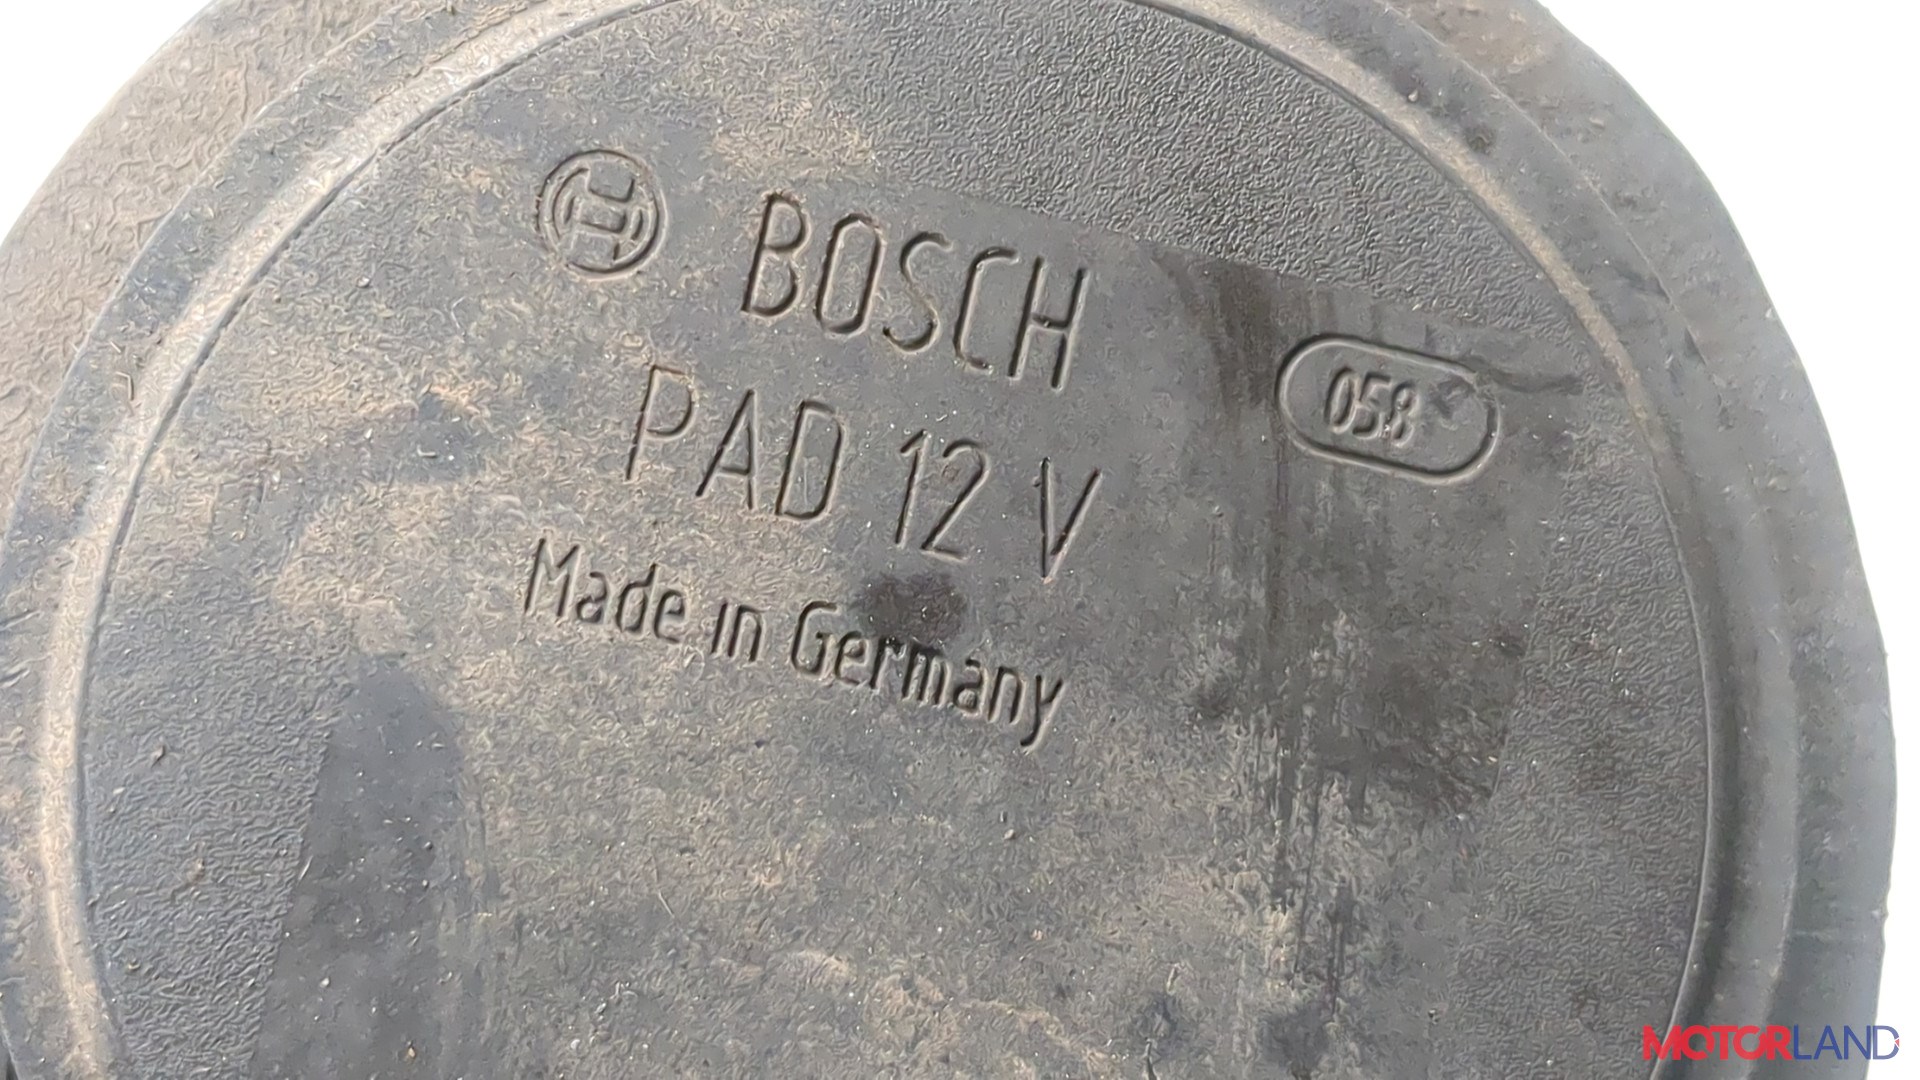 BOSCH
PAD 12 V
Made in Germany
058
MOTORLAND